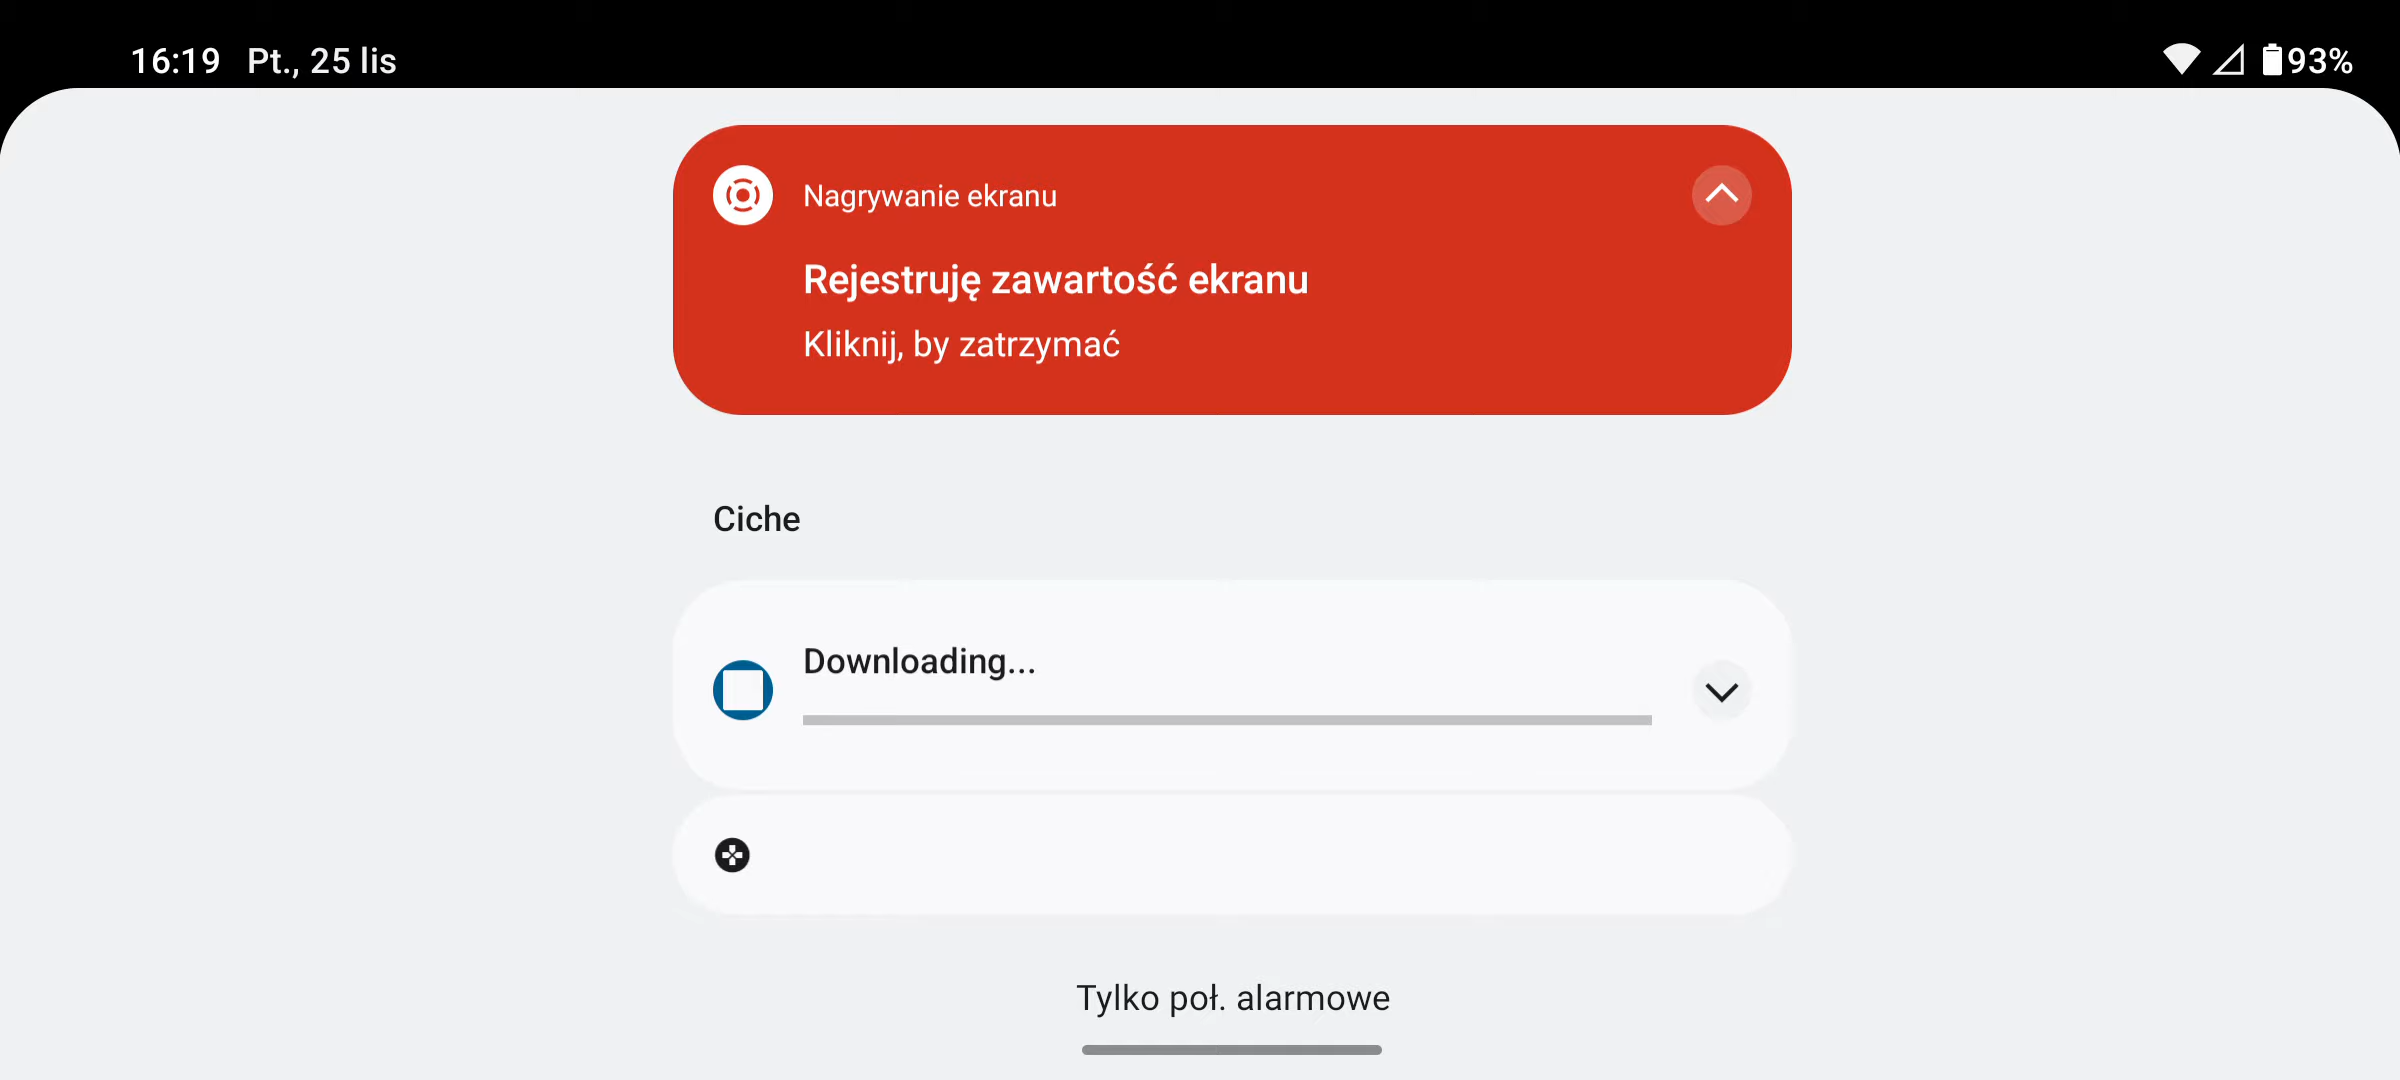 16:19 Pt., 25 lis 93%
Nagrywanie ekranu
Rejestruję zawartość ekranu
Kliknij, by zatrzymać
Ciche
Downloading...
Tylko poł. alarmowe